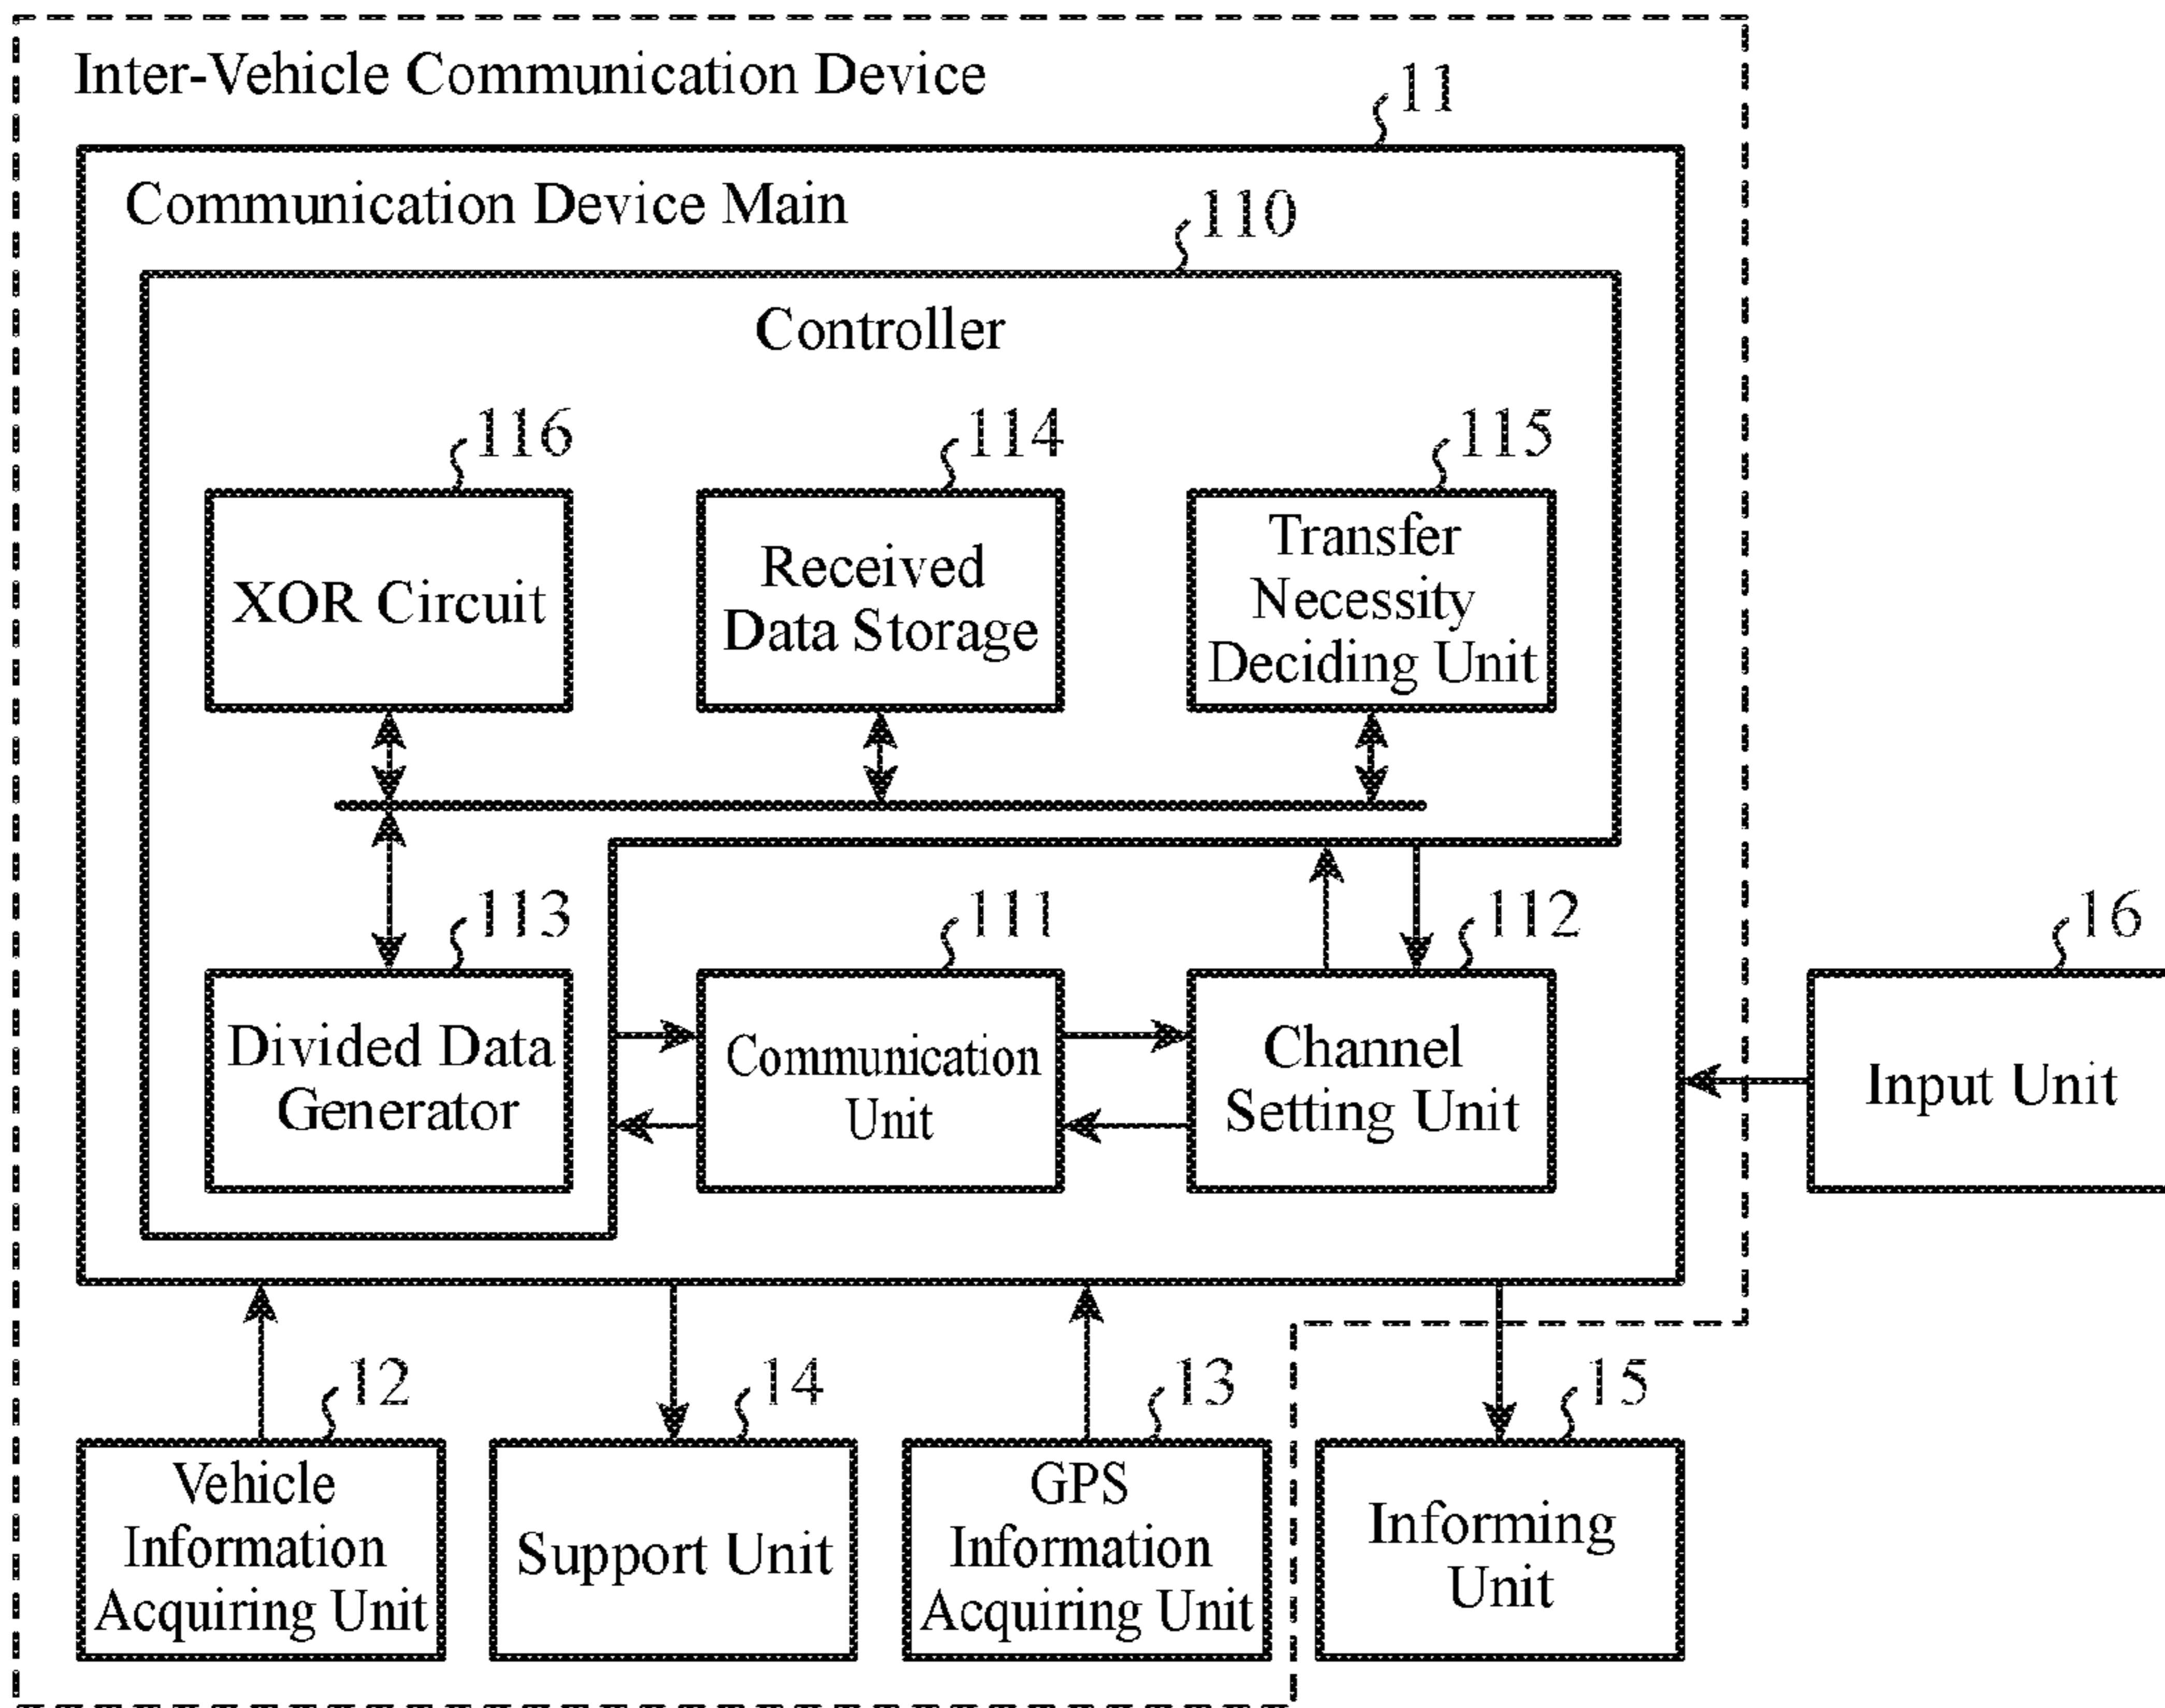 Inter-Vehicle Communication Device
11
Communication Device Main
110
Controller
116
114
115
XOR Circuit
Received
Data Storage
Transfer
Necessity
Deciding Unit
113
111
112
16
Divided Data
Generator
Communication
Unit
Channel
Setting Unit
Input Unit
12
14
13
15
Vehicle
Information
Acquiring Unit
Support Unit
GPS
Information
Acquiring Unit
Informing
Unit